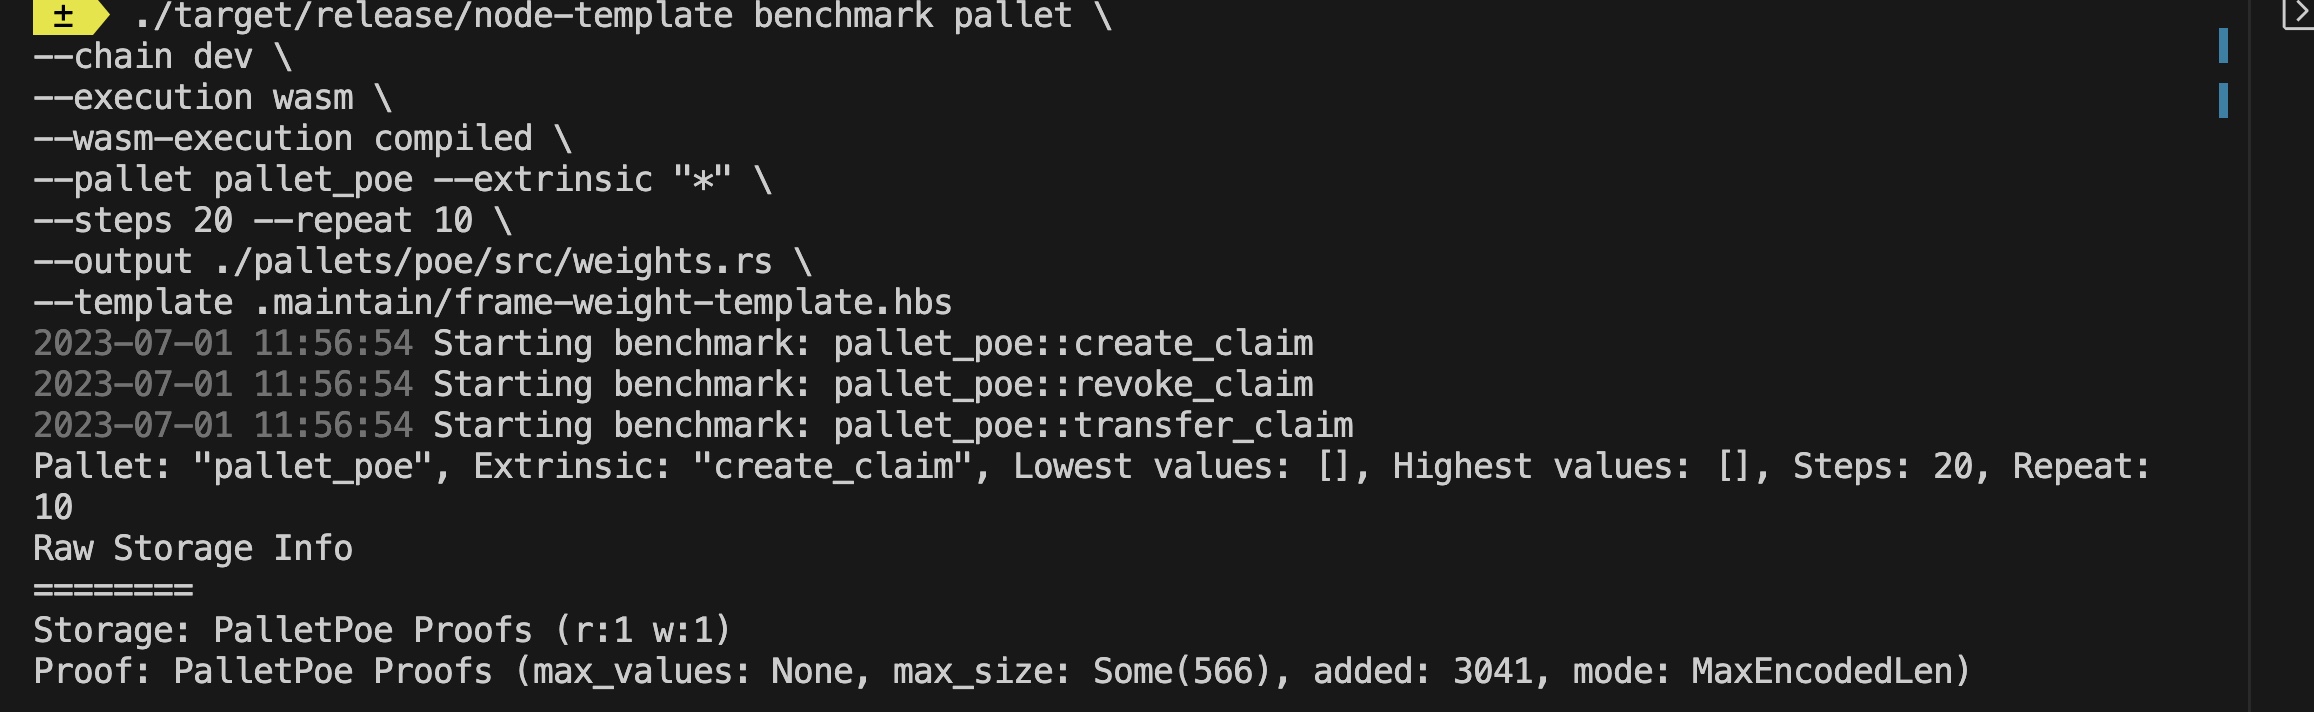 ± ./target/release/node-template benchmark pallet \
--chain dev \
--execution wasm \
--wasm-execution compiled \
--pallet pallet_poe --extrinsic "*" \
--steps 20 --repeat 10 \
--output ./pallets/poe/src/weights.rs \
--template .maintain/frame-weight-template.hbs
2023-07-01 11:56:54 Starting benchmark: pallet_poe::create_claim
2023-07-01 11:56:54 Starting benchmark: pallet_poe::revoke_claim
2023-07-01 11:56:54 Starting benchmark: pallet_poe::transfer_claim
Pallet: "pallet_poe", Extrinsic: "create_claim", Lowest values: [], Highest values: [], Steps: 20, Repeat:
10
Raw Storage Info
========
Storage: PalletPoe Proofs (r:1 w:1)
Proof: PalletPoe Proofs (max_values: None, max_size: Some(566), added: 3041, mode: MaxEncodedLen)